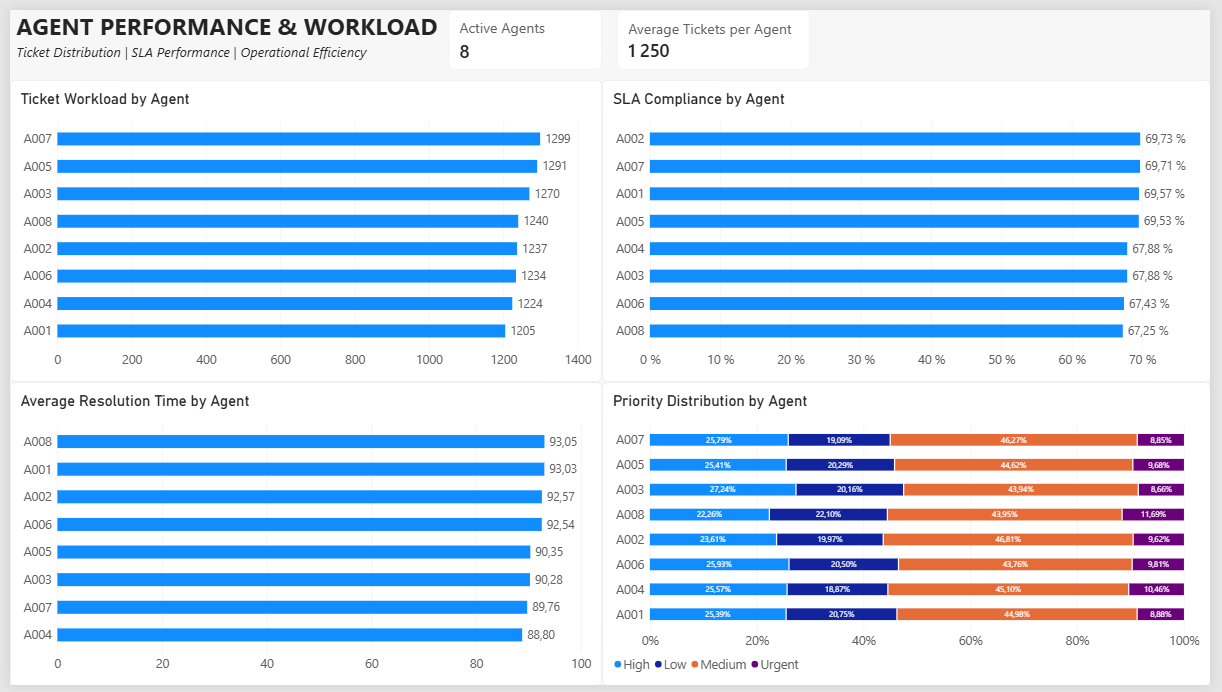 AGENT PERFORMANCE & WORKLOAD
Ticket Distribution | SLA Performance | Operational Efficiency
Active Agents
8
Average Tickets per Agent
1 250
Ticket Workload by Agent
A007 1299
A005 1291
A003 1270
A008 1240
A002 1237
A006 1234
A004 1224
A001 1205
0 200 400 600 800 1000 1200 1400
SLA Compliance by Agent
A002 69,73 %
A007 69,71 %
A001 69,57 %
A005 69,53 %
A004 67,88 %
A003 67,88 %
A006 67,43 %
A008 67,25 %
0 % 10 % 20 % 30 % 40 % 50 % 60 % 70 %
Average Resolution Time by Agent
A008 93,05
A001 93,03
A002 92,57
A006 92,54
A005 90,35
A003 90,28
A007 89,76
A004 88,80
0 20 40 60 80 100
Priority Distribution by Agent
A007 25,79% 19,09% 46,27% 8,85%
A005 25,41% 20,29% 44,62% 9,68%
A003 27,24% 20,16% 43,94% 8,66%
A008 22,26% 22,10% 43,95% 11,69%
A002 23,61% 19,97% 46,81% 9,62%
A006 25,93% 20,50% 43,76% 9,81%
A004 25,57% 18,87% 45,10% 10,46%
A001 25,39% 20,75% 44,98% 8,88%
0% 20% 40% 60% 80% 100%
High Low Medium Urgent